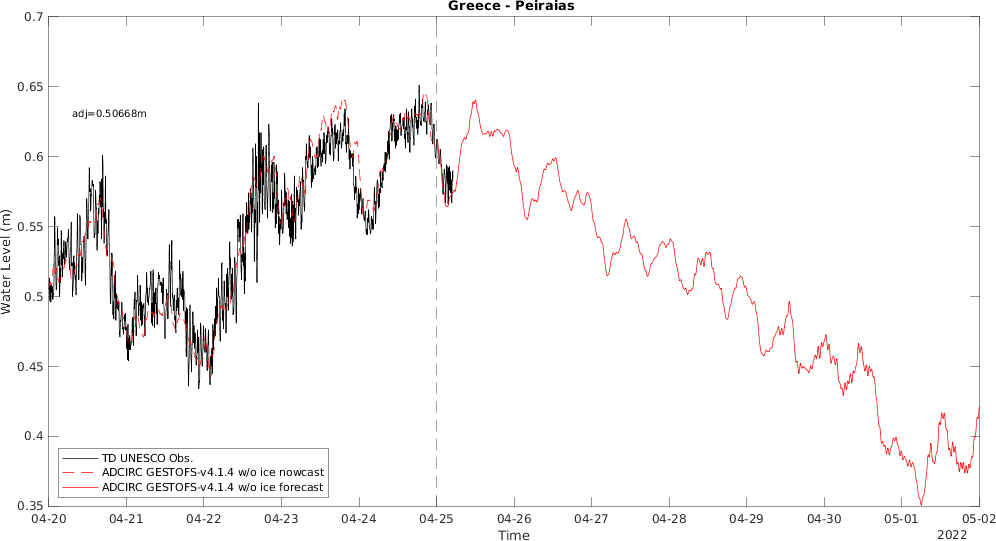 Greece - Peiraias
0.7
0.65
0.6
0.55
0.5
0.45
0.4
0.35
Water Level (m)
adj=0.50668m
TD UNESCO Obs.
ADCIRC GESTOFS-v4.1.4 w/o ice nowcast
ADCIRC GESTOFS-v4.1.4 w/o ice forecast
04-20 04-21 04-22 04-23 04-24 04-25 04-26 04-27 04-28 04-29 04-30 05-01 05-02
Time
2022